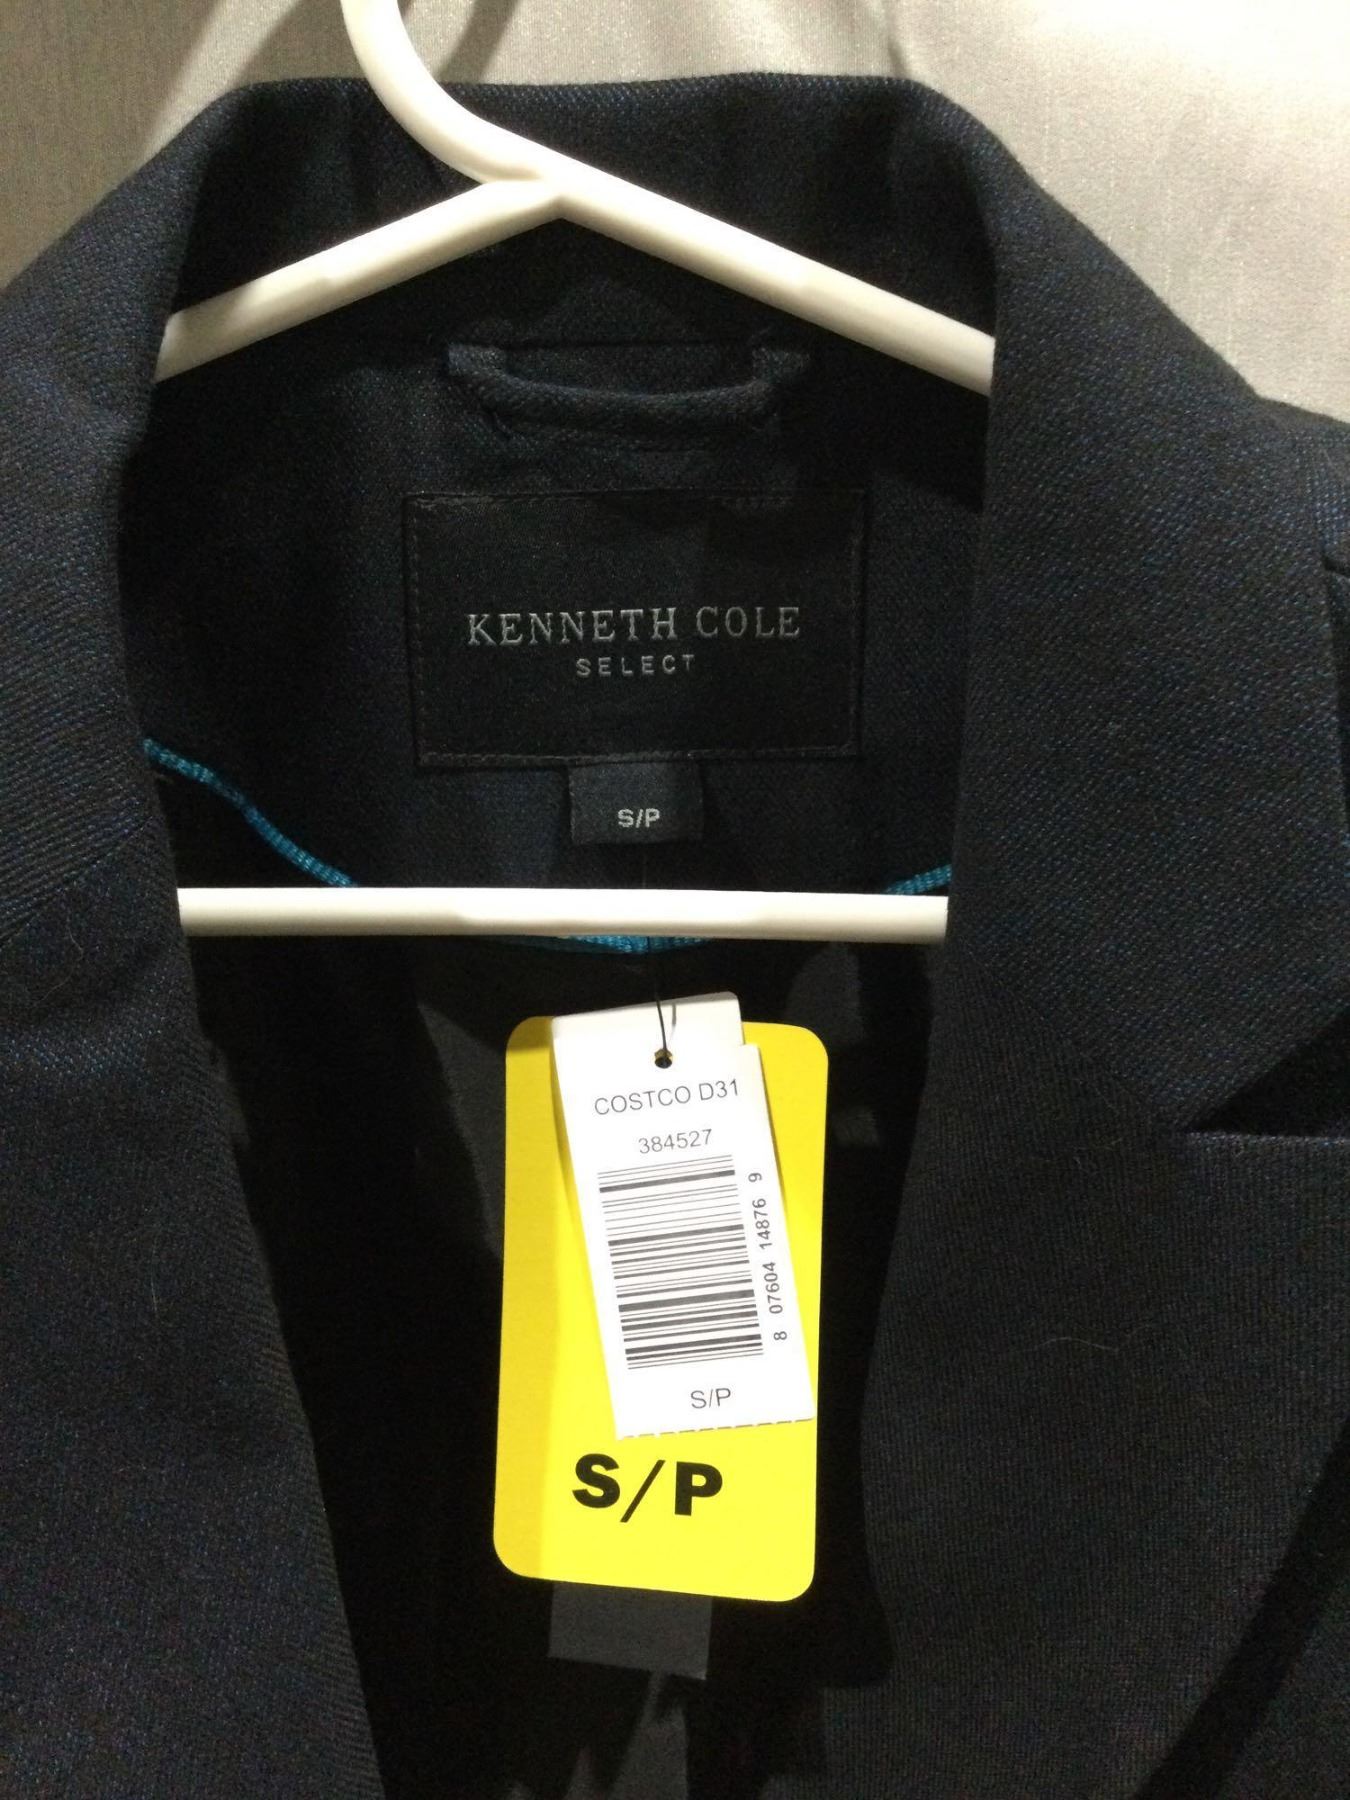 KENNETH COLE
SELECT
S/P
COSTCO D31
384527
8 07604 14876 9
S/P
S/P